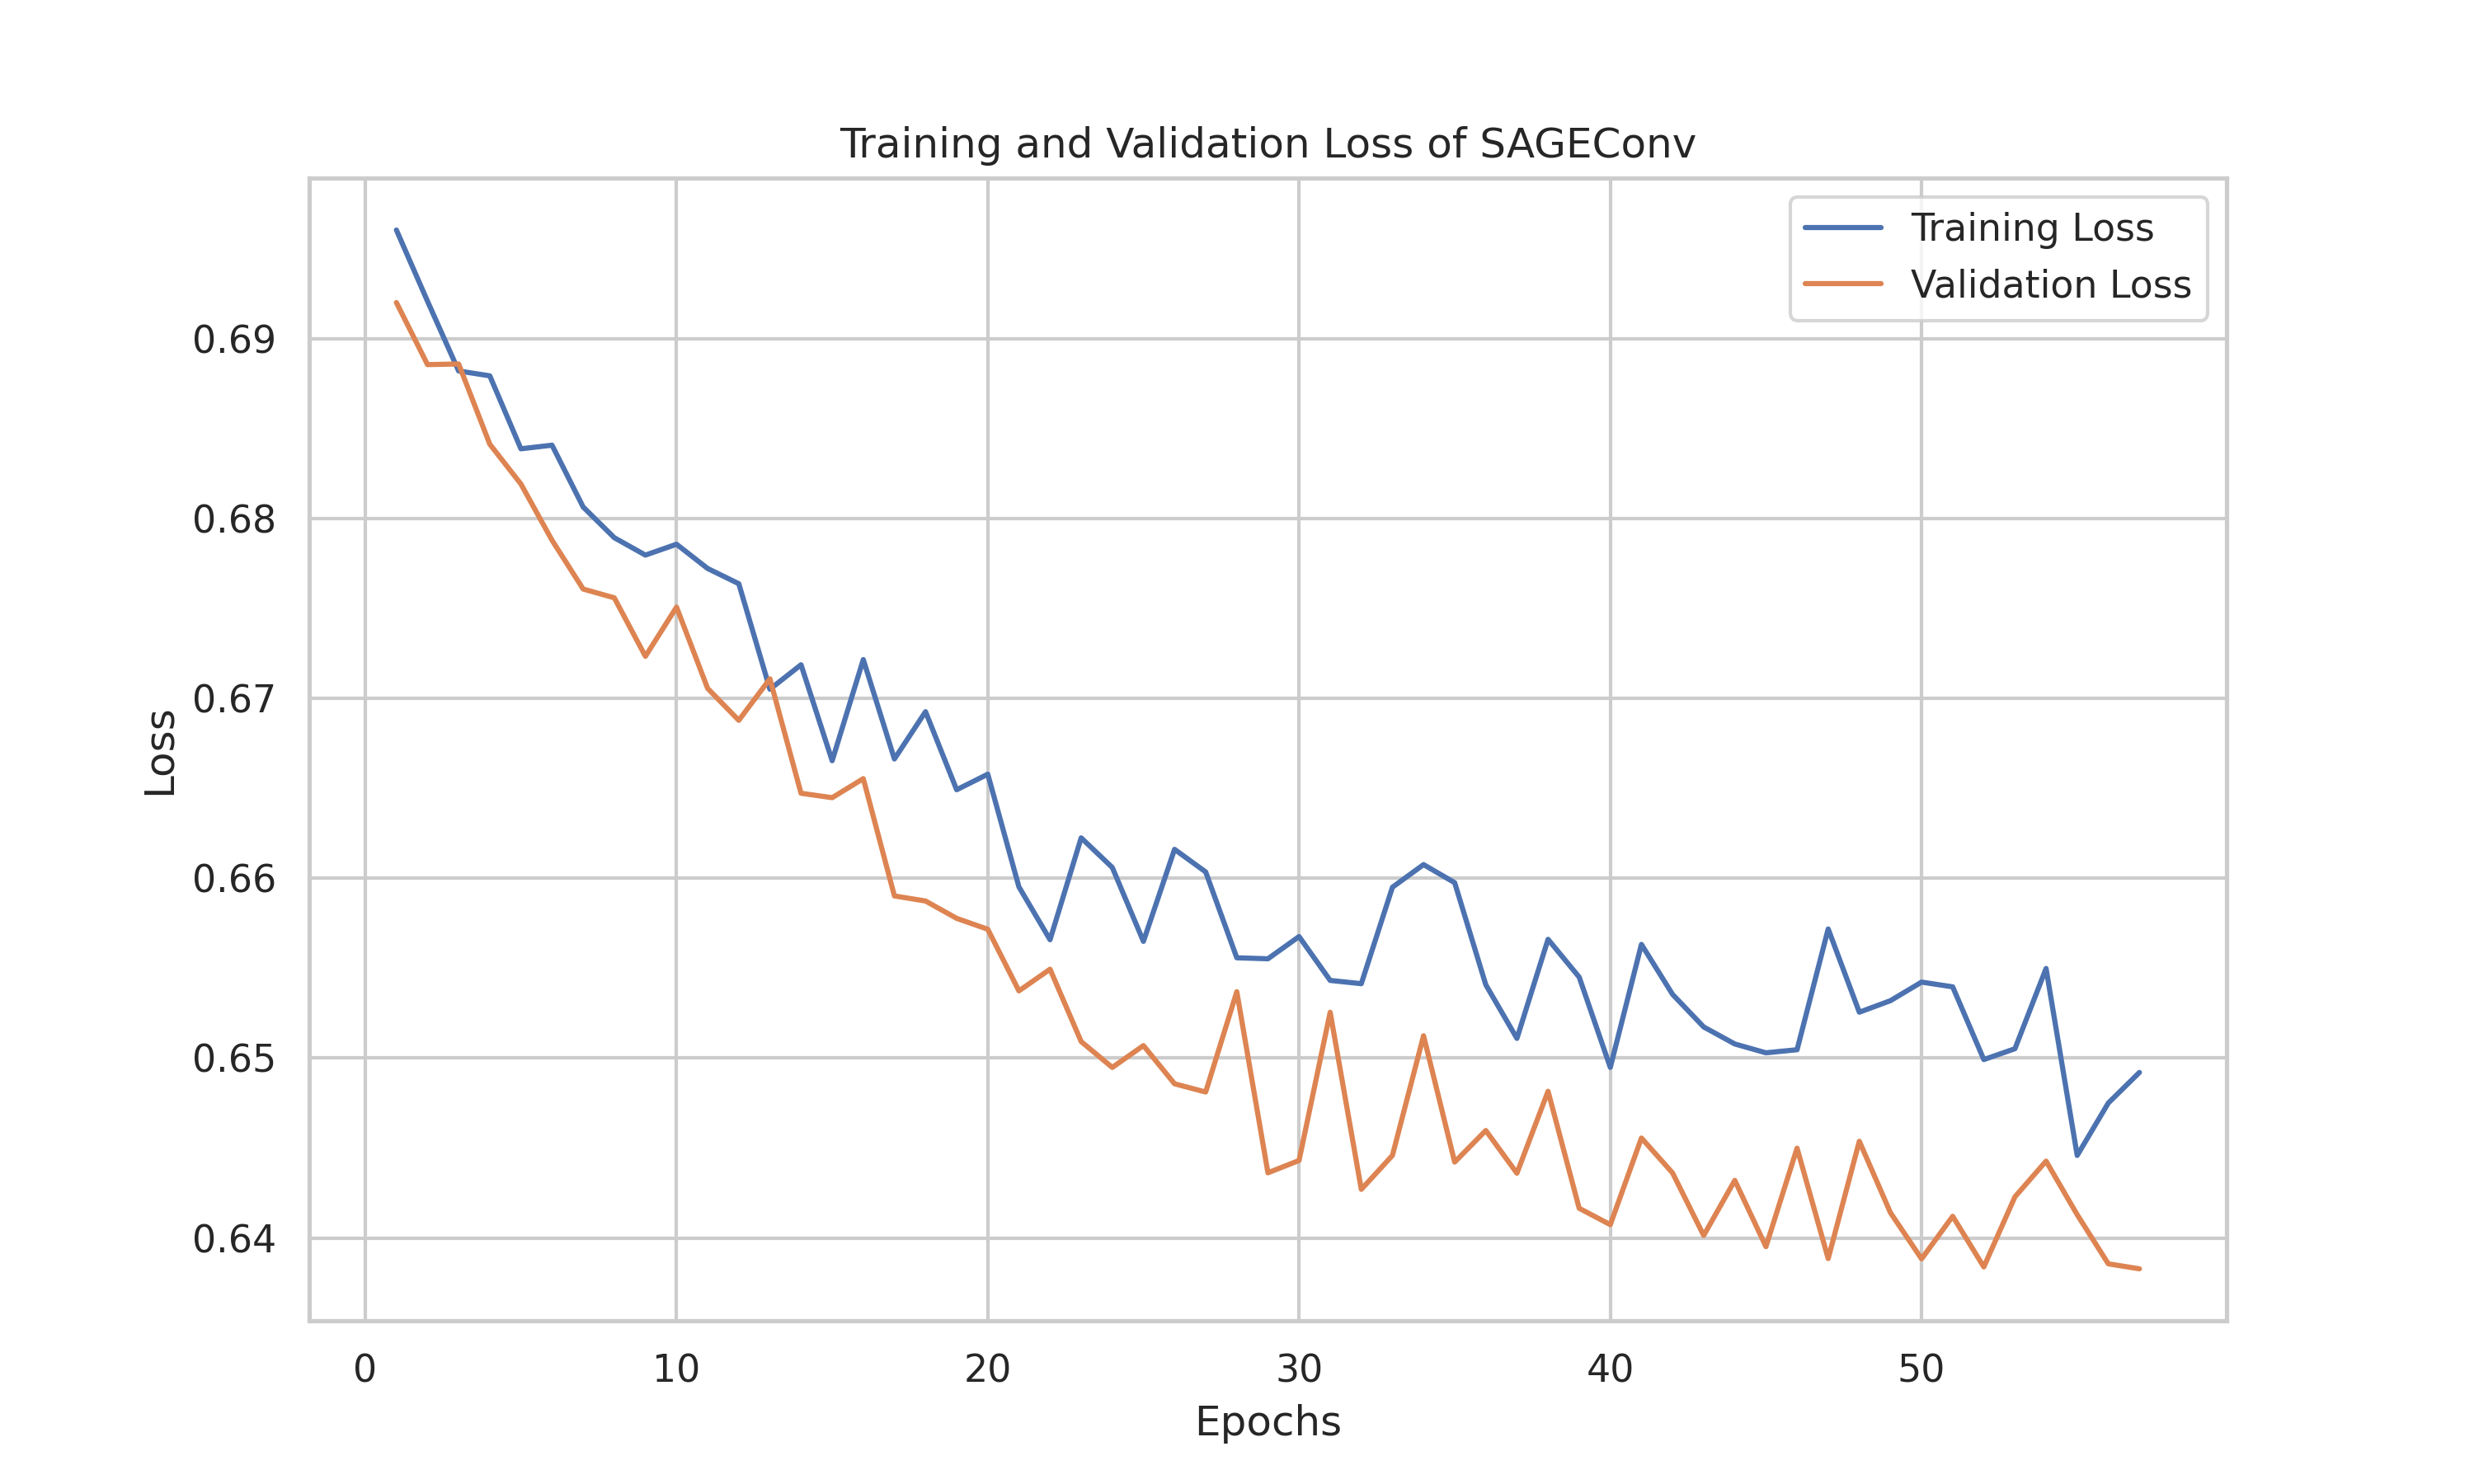 Training and Validation Loss of SAGEConv
Training Loss
Validation Loss
0.69
0.68
0.67
0.66
0.65
0.64
Loss
0 10 20 30 40 50
Epochs